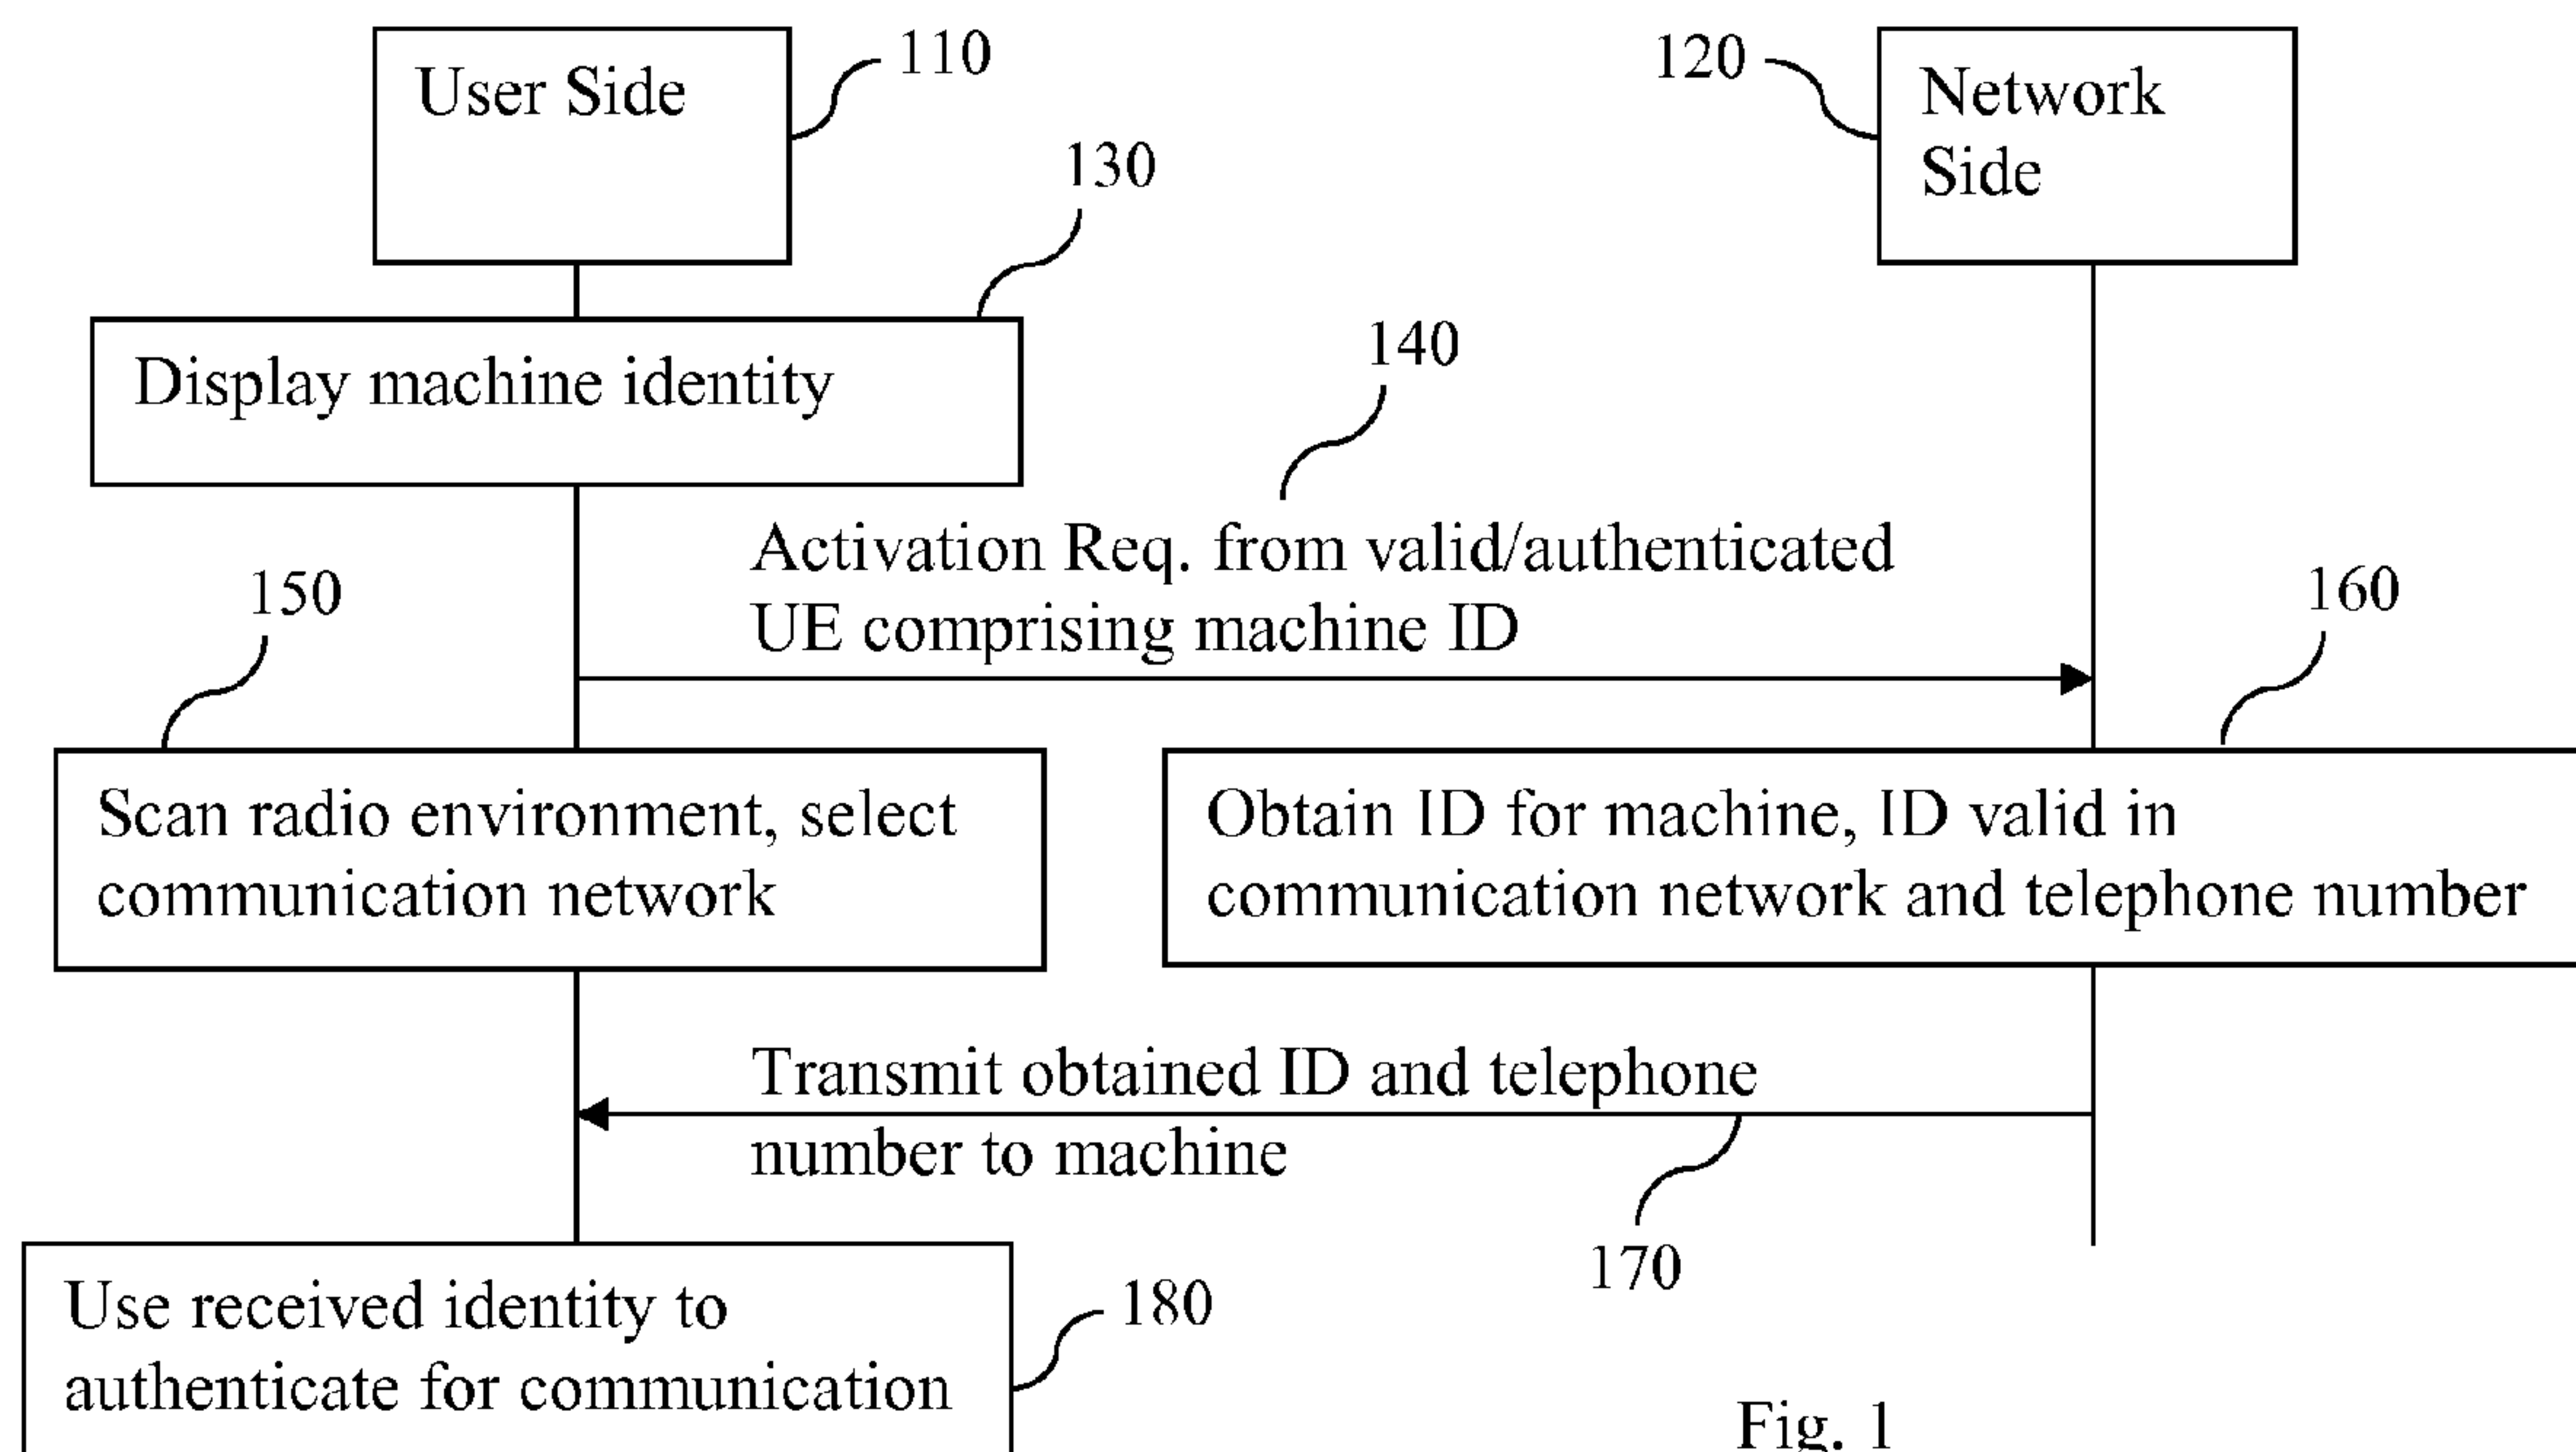 User Side
110
120
Network
Side
130
Display machine identity
140
Activation Req. from valid/authenticated
UE comprising machine ID
150
160
Scan radio environment, select
communication network
Obtain ID for machine, ID valid in
communication network and telephone number
Transmit obtained ID and telephone
number to machine
170
Use received identity to
authenticate for communication
180
Fig. 1